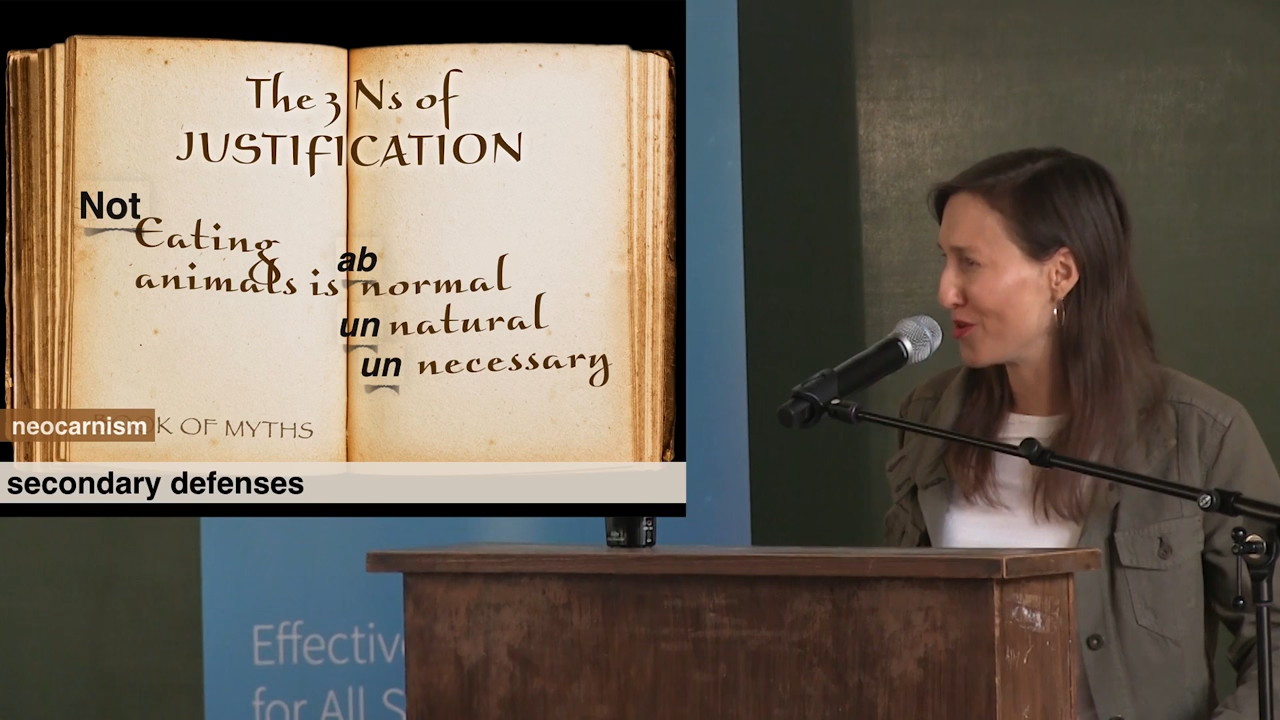 The 3 Ns of
JUSTIFICATION
Not
Eating
ab
animals is normal
un natural
un necessary
K OF MYTHS
neocarnism
secondary defenses
Effectiv
for All S